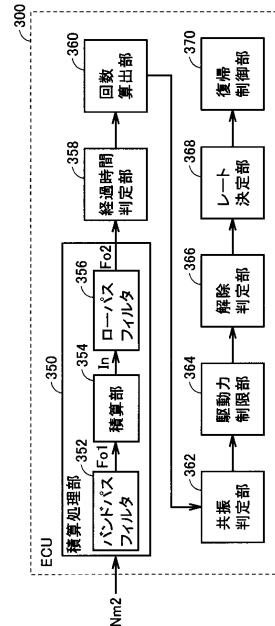 300
ECU
Nm2
350
積算処理部
352
バンドパス
フィルタ
Fo1
354
積算部
In
356
ローパス
フィルタ
Fo2
358
経過時間
判定部
360
回数
算出部
362
共振
判定部
364
駆動力
制限部
366
解除
判定部
368
レート
決定部
370
復帰
制御部